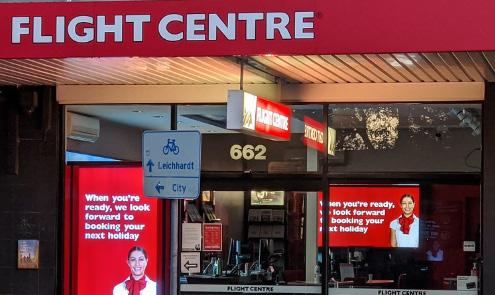 FLIGHT CENTRE
FLIGHT CENTRE
662
Leichhardt
City
When you're
ready, we look
forward to
booking your
next holiday
When you're
ready, we look
forward to
booking your
next holiday
FLIGHT CENTRE
FLIGHT CENTRE